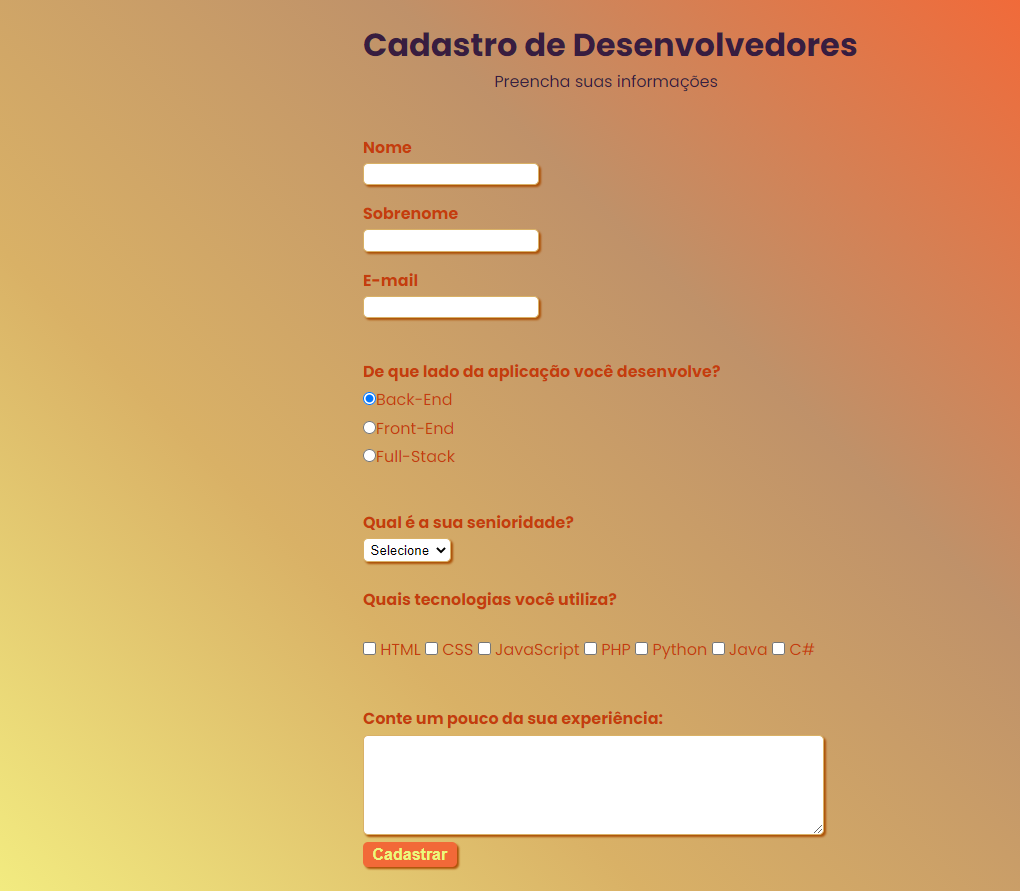 Cadastro de Desenvolvedores
Preencha suas informações
Nome
Sobrenome
E-mail
De que lado da aplicação você desenvolve?
Back-End
Front-End
Full-Stack
Qual é a sua senioridade?
Selecione
Quais tecnologias você utiliza?
HTML CSS JavaScript PHP Python Java C#
Conte um pouco da sua experiência:
Cadastrar